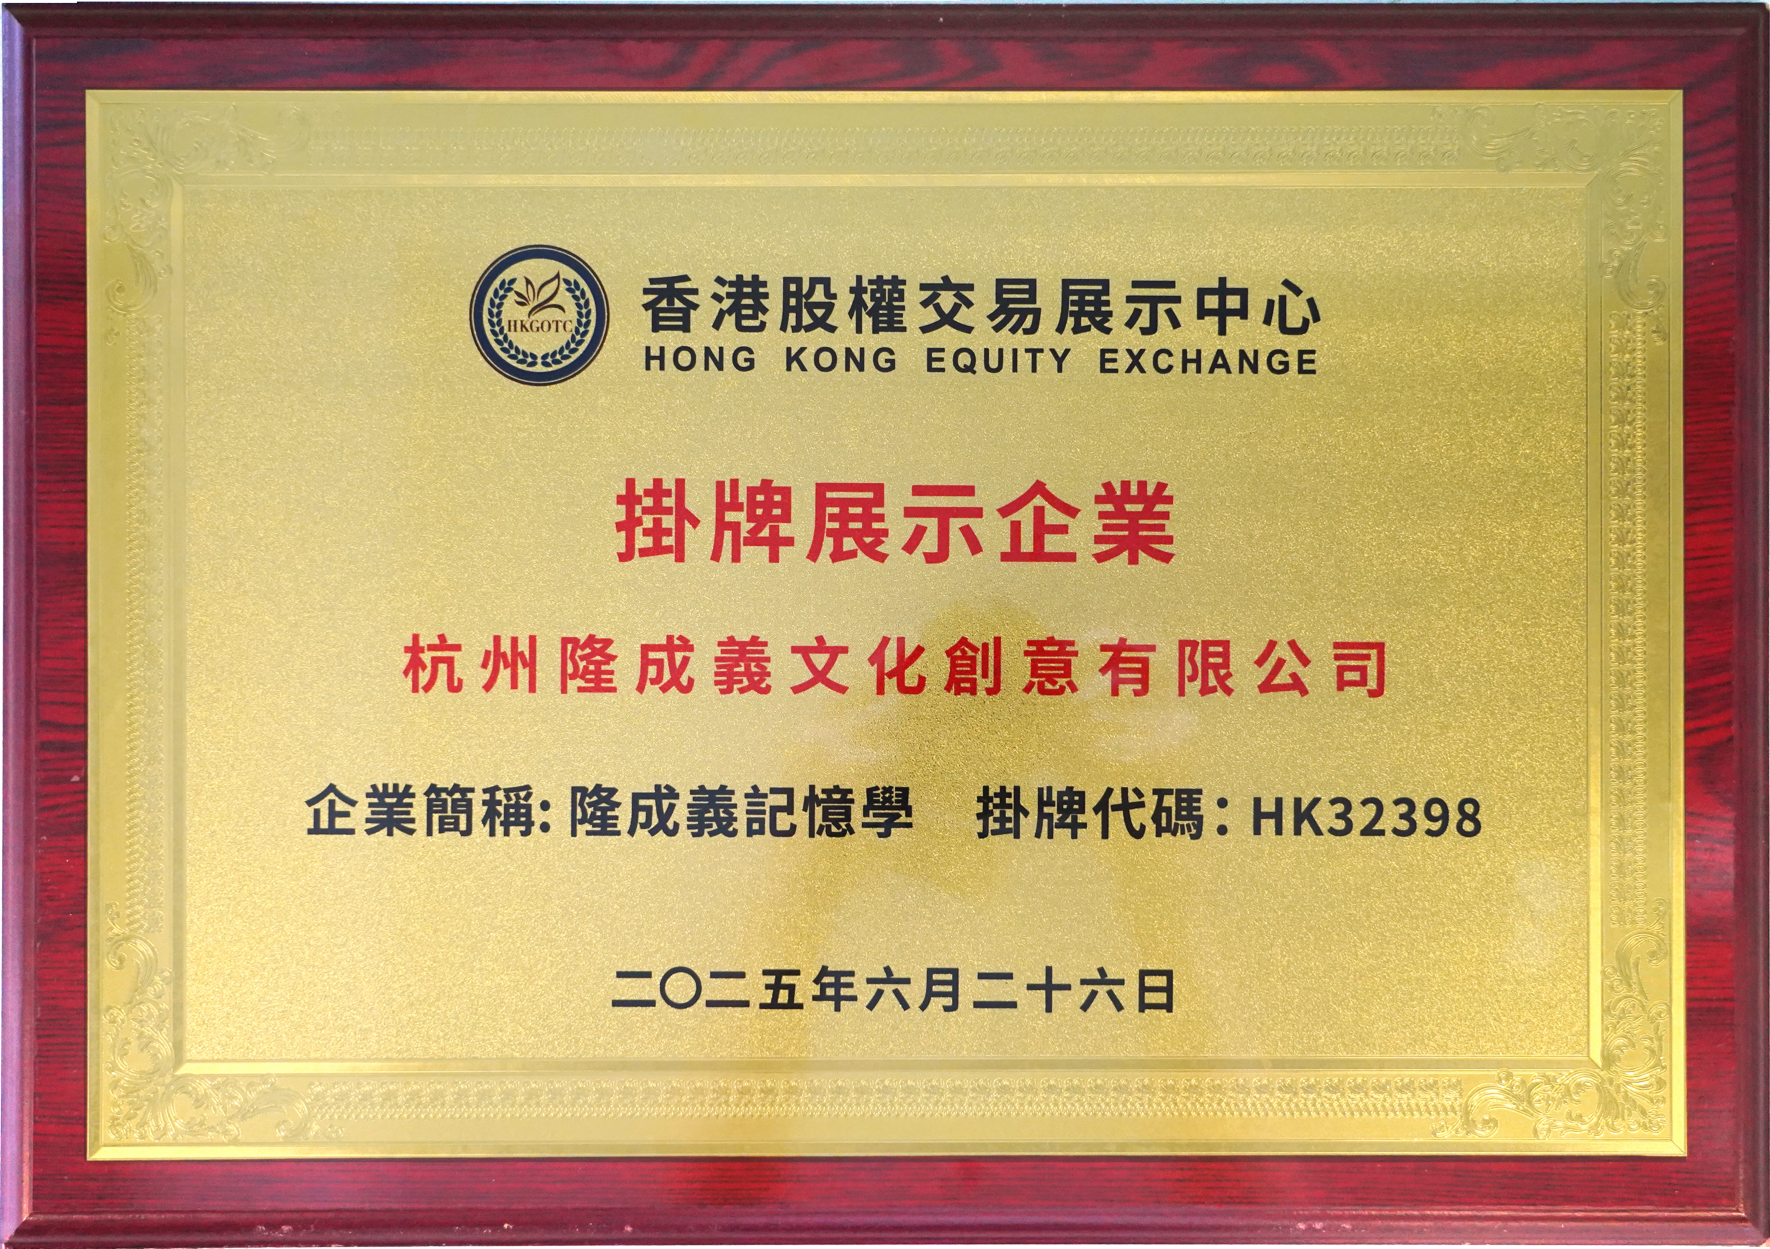 HKGOTC
香港股權交易展示中心
HONG KONG EQUITY EXCHANGE
掛牌展示企業
杭州隆成義文化創意有限公司
企業簡稱: 隆成義記憶學 掛牌代碼: HK32398
二〇二五年六月二十六日